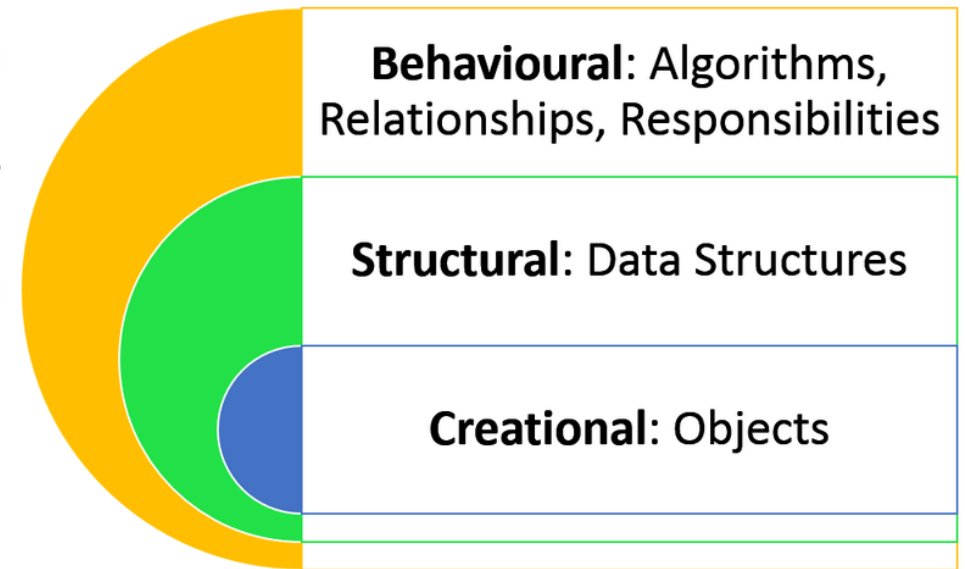 Behavioural: Algorithms,
Relationships, Responsibilities
Structural: Data Structures
Creational: Objects